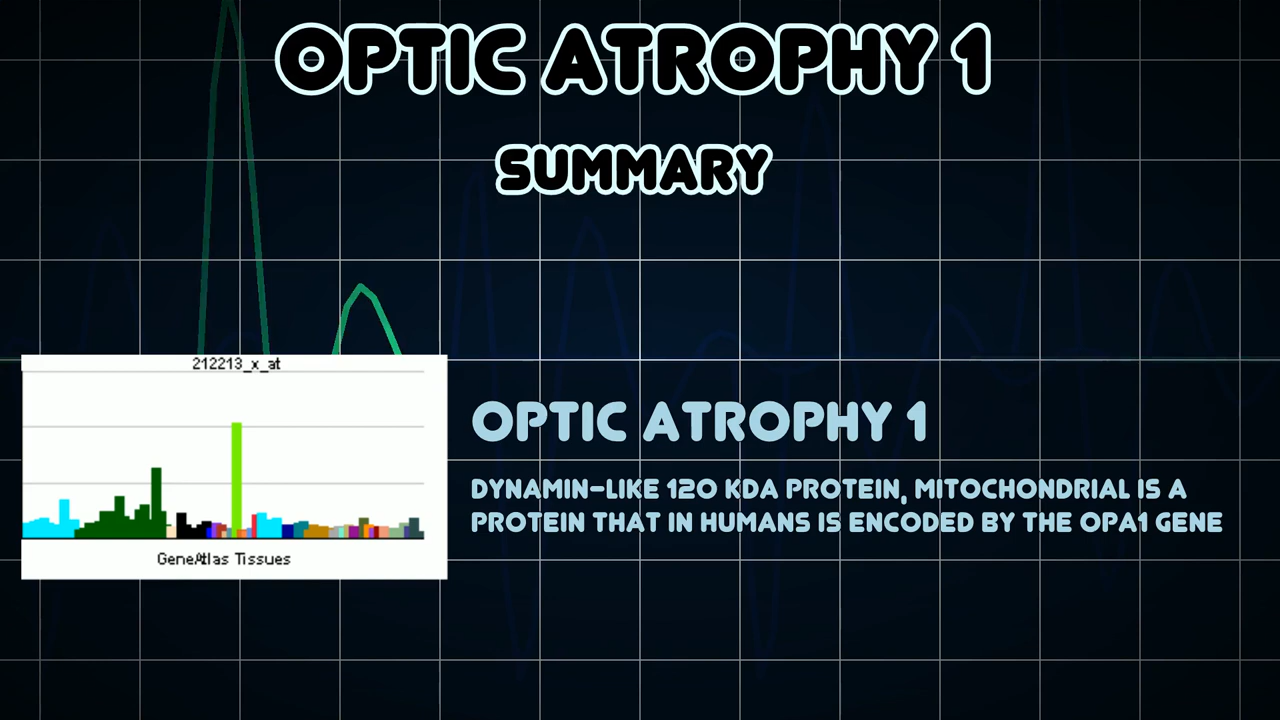 OPTIC ATROPHY 1
SUMMARY
212213_x_at
GeneAtlas Tissues
OPTIC ATROPHY 1
DYNAMIN-LIKE 120 KDA PROTEIN, MITOCHONDRIAL IS A
PROTEIN THAT IN HUMANS IS ENCODED BY THE OPA1 GENE